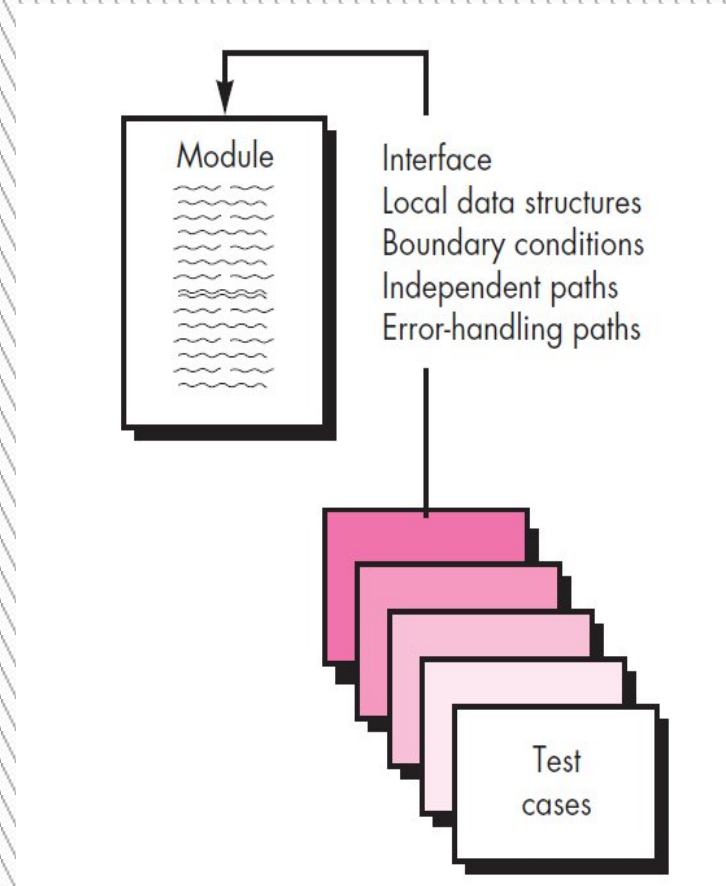 Module
Interface
Local data structures
Boundary conditions
Independent paths
Error-handling paths
Test
cases